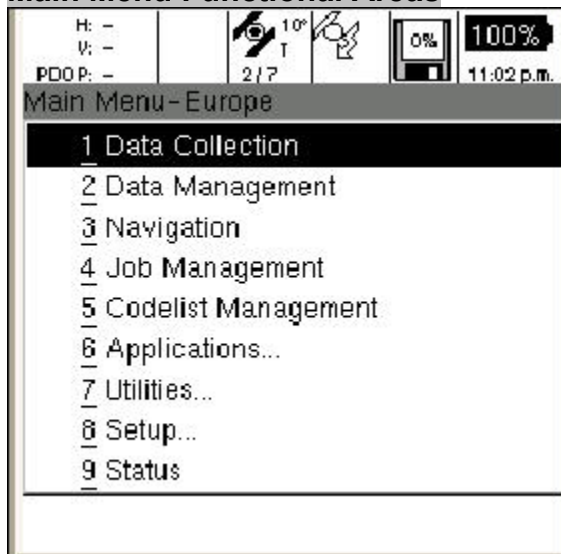 Main Menu Functional Areas
H: -
V: -
PDOP: -
10°
T
2/7
0%
100%
11:02 p.m.
Main Menu-Europe
1 Data Collection
2 Data Management
3 Navigation
4 Job Management
5 Codelist Management
6 Applications...
7 Utilities...
8 Setup...
9 Status